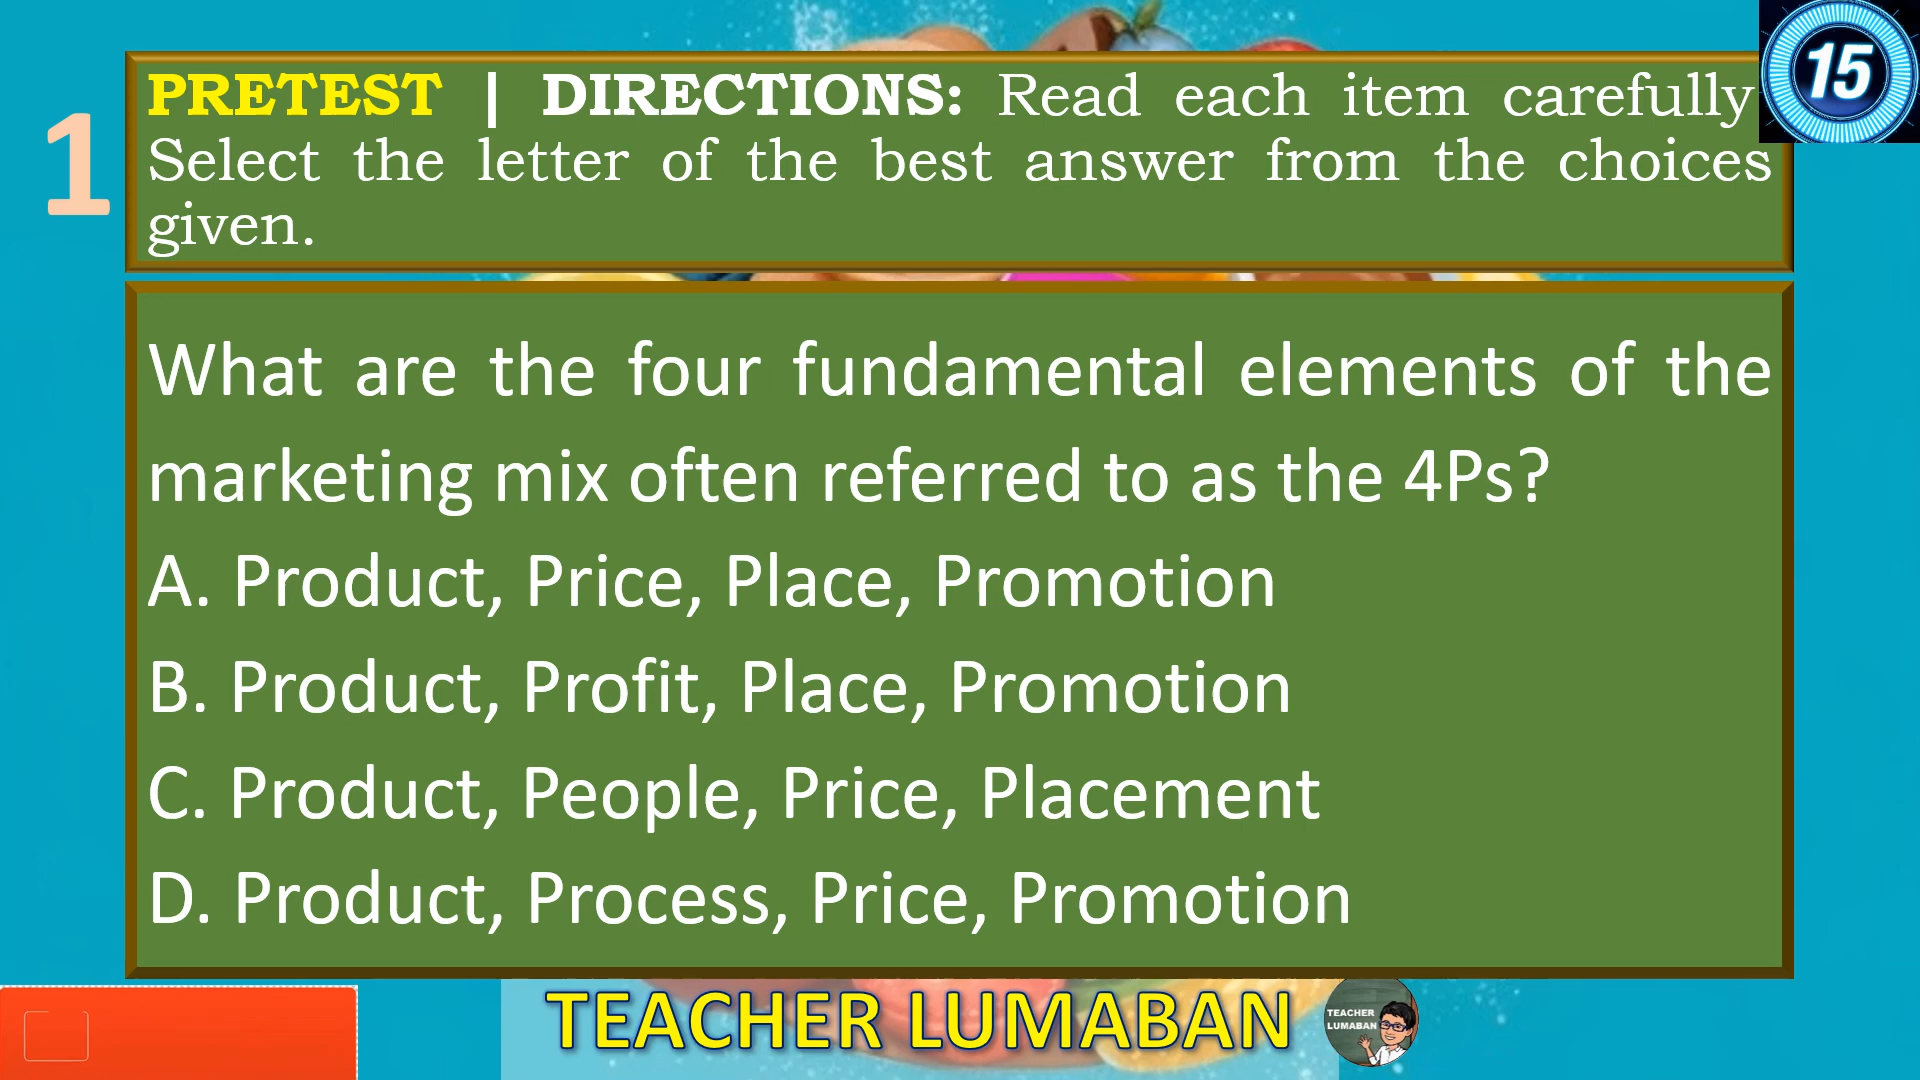 15
1
PRETEST | DIRECTIONS: Read each item carefully
Select the letter of the best answer from the choices
given.
What are the four fundamental elements of the
marketing mix often referred to as the 4Ps?
A. Product, Price, Place, Promotion
B. Product, Profit, Place, Promotion
C. Product, People, Price, Placement
D. Product, Process, Price, Promotion
TEACHER LUMABAN
TEACHER
LUMABAN